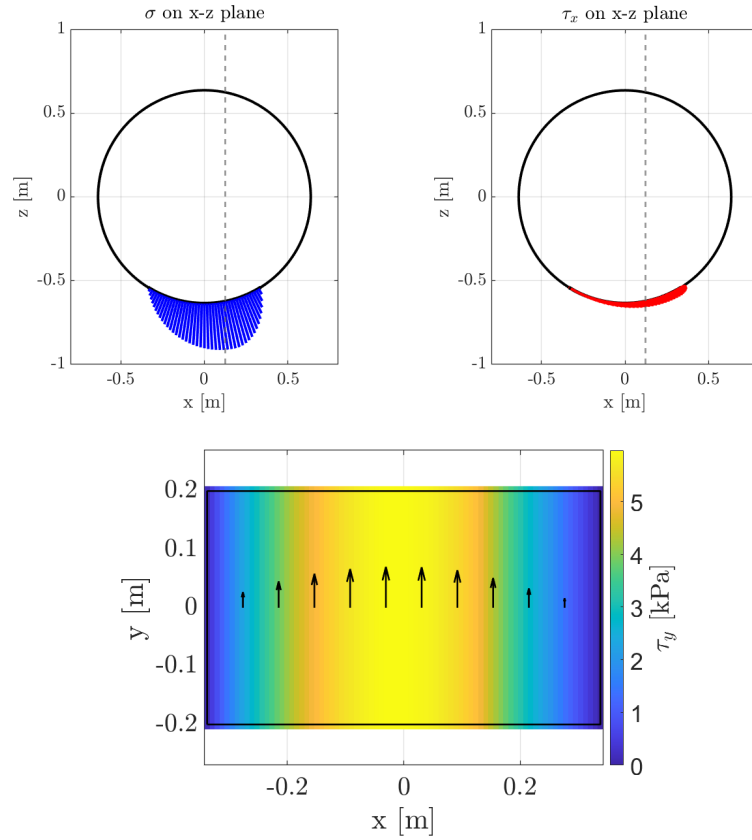 σ on x-z plane
1
0.5
0
-0.5
-1
z [m]
-0.5 0 0.5
x [m]
τ_x on x-z plane
1
0.5
0
-0.5
-1
z [m]
-0.5 0 0.5
x [m]
0.2
0.1
0
-0.1
-0.2
y [m]
-0.2 0 0.2
x [m]
5
4
3
2
1
0
τ_y [kPa]